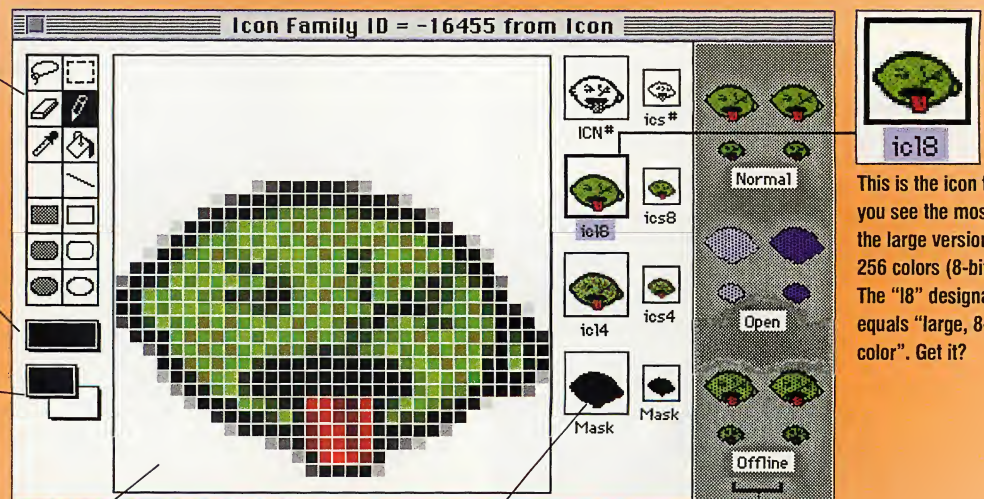 Icon Family ID = -16455 from Icon
ICN#
ics#
icl8
ics8
icl4
ics4
Mask
Mask
Normal
Open
Offline
icl8
This is the icon
you see the mos
the large version
256 colors (8-bi
The "l8" designa
equals "large, 8-
color". Get it?